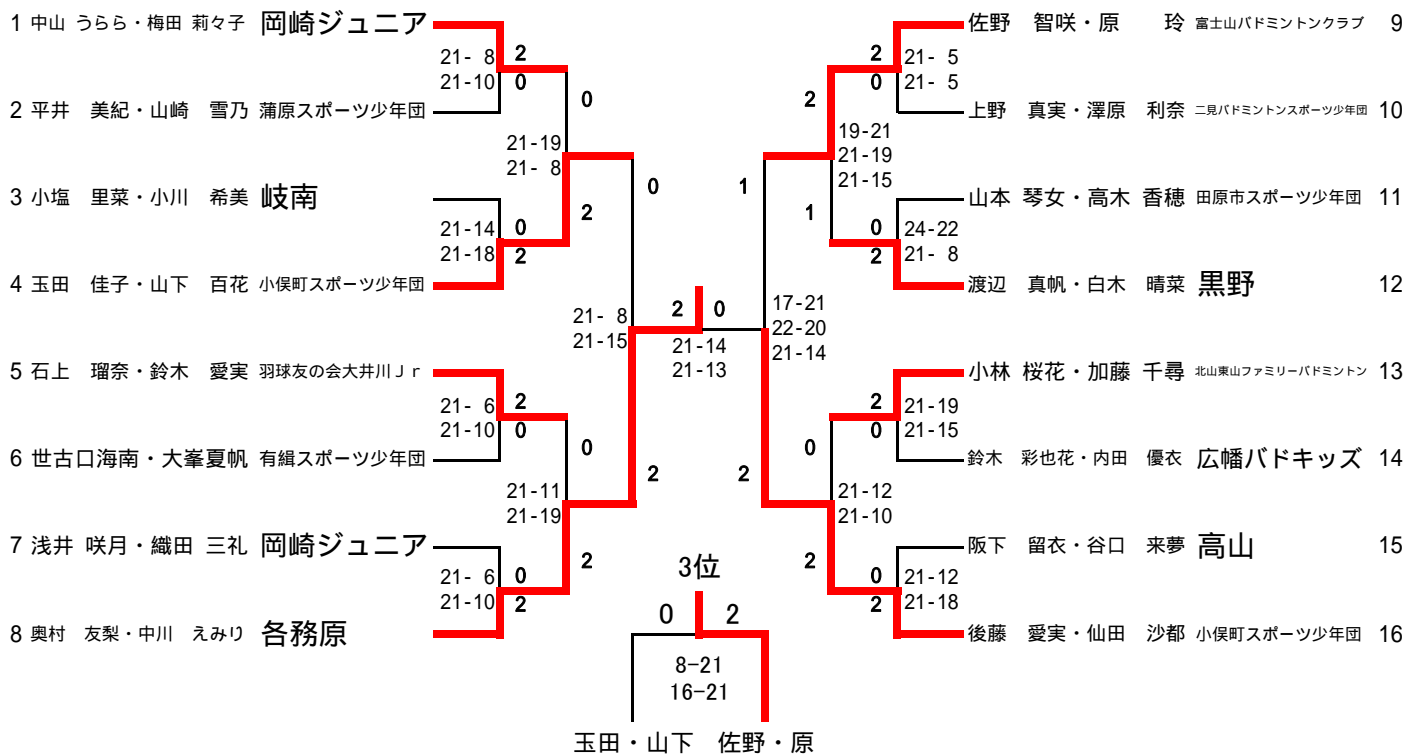 1 中山 うらら・梅田 莉々子 岡崎ジュニア
21- 8 2
21-10 0
2 平井 美紀・山崎 雪乃 蒲原スポーツ少年団
0
21-19
21- 8
2
3 小塩 里菜・小川 希美 岐南
21-14 0
21-18 2
4 玉田 佳子・山下 百花 小俣町スポーツ少年団
0
21- 8
21-15
2
5 石上 瑠奈・鈴木 愛実 羽球友の会大井川Jr
21- 6 2
21-10 0
6 世古口海南・大峯夏帆 有緝スポーツ少年団
0
21-11
21-19
2
7 浅井 咲月・織田 三礼 岡崎ジュニア
21- 6 0
21-10 2
8 奥村 友梨・中川 えみり 各務原
2 0
21-14
21-13
佐野 智咲・原 玲 富士山バドミントンクラブ 9
2 21- 5
0 21- 5
上野 真実・澤原 利奈 二見バドミントンスポーツ少年団 10
2
19-21
21-19
21-15
1
山本 琴女・高木 香穂 田原市スポーツ少年団 11
0 24-22
2 21- 8
渡辺 真帆・白木 晴菜 黒野 12
1
17-21
22-20
21-14
2
小林 桜花・加藤 千尋 北山東山ファミリーバドミントン 13
2 21-19
0 21-15
鈴木 彩也花・内田 優衣 広幡バドキッズ 14
0
21-12
21-10
2
阪下 留衣・谷口 来夢 高山 15
0 21-12
2 21-18
後藤 愛実・仙田 沙都 小俣町スポーツ少年団 16
3位
0 2
8-21
16-21
玉田・山下 佐野・原